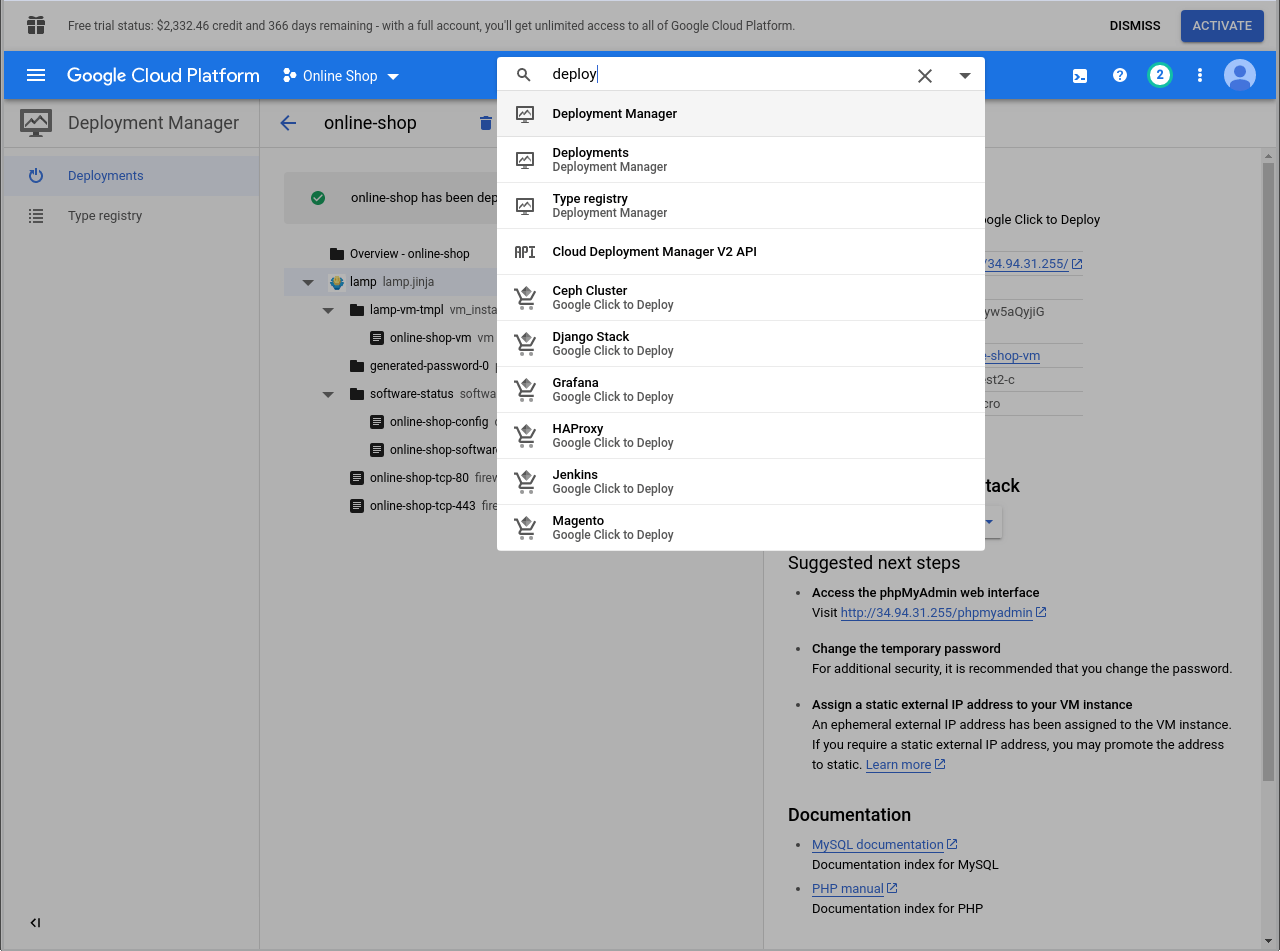 Free trial status: $2,332.46 credit and 366 days remaining - with a full account, you'll get unlimited access to all of Google Cloud Platform.
DISMISS
ACTIVATE
Google Cloud Platform
Online Shop
deploy
2
Deployment Manager
online-shop
Deployments
Type registry
online-shop has been dep
Overview - online-shop
lamp lamp.jinja
lamp-vm-tmpl vm_insta
online-shop-vm vm
generated-password-0
software-status softwa
online-shop-config
online-shop-software
online-shop-tcp-80 firew
online-shop-tcp-443 fire
Deployment Manager
Deployments
Deployment Manager
Type registry
Deployment Manager
API
Cloud Deployment Manager V2 API
Ceph Cluster
Google Click to Deploy
Django Stack
Google Click to Deploy
Grafana
Google Click to Deploy
HAProxy
Google Click to Deploy
Jenkins
Google Click to Deploy
Magento
Google Click to Deploy
oogle Click to Deploy
/34.94.31.255/
yw5aQyjiG
e-shop-vm
est2-c
cro
tack
Suggested next steps
• Access the phpMyAdmin web interface
Visit http://34.94.31.255/phpmyadmin
• Change the temporary password
For additional security, it is recommended that you change the password.
• Assign a static external IP address to your VM instance
An ephemeral external IP address has been assigned to the VM instance.
If you require a static external IP address, you may promote the address
to static. Learn more
Documentation
• MySQL documentation
Documentation index for MySQL
• PHP manual
Documentation index for PHP